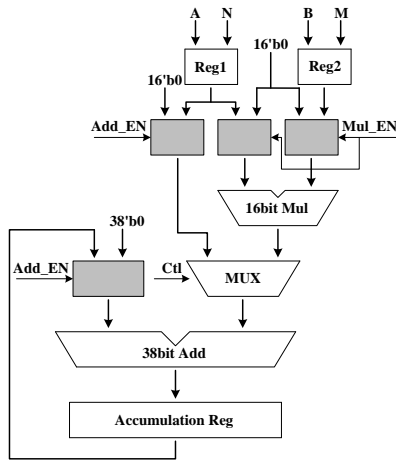 A N B M
16'b0
Reg1 Reg2
16'b0
Add_EN Mul_EN
16bit Mul
38'b0
Add_EN Ctl MUX
38bit Add
Accumulation Reg